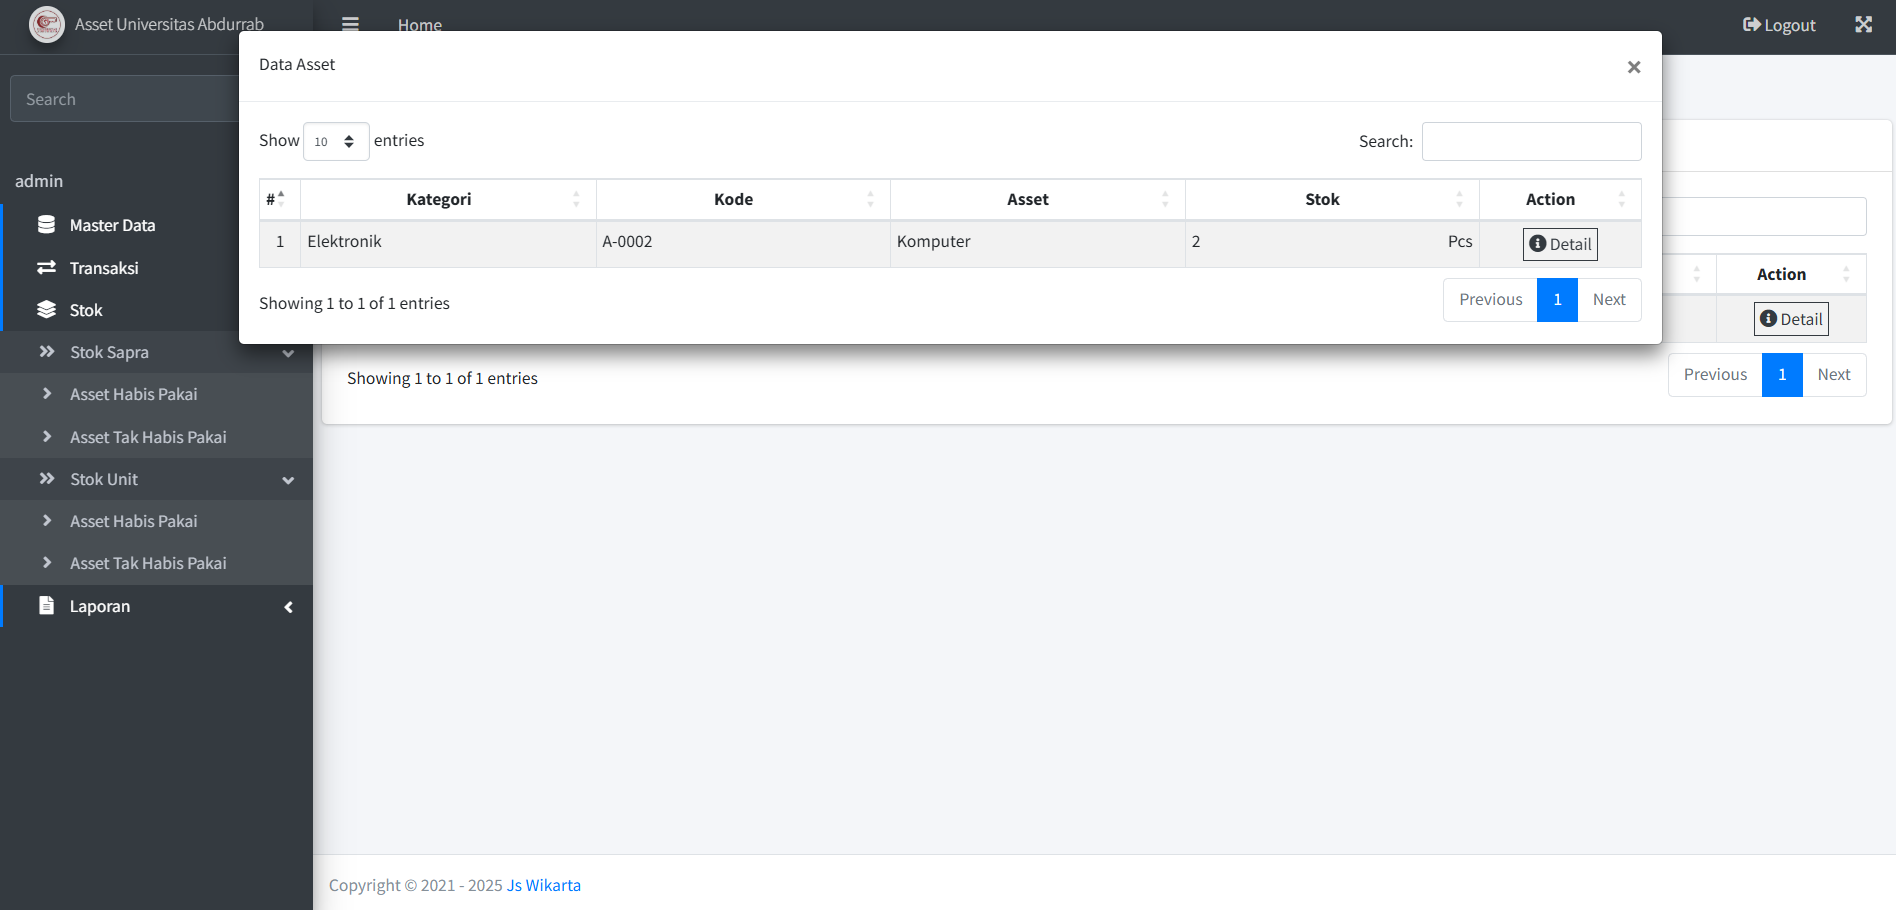 Asset Universitas Abdurrab
Home
Logout
Search
admin
Master Data
Transaksi
Stok
Stok Sapra
Asset Habis Pakai
Asset Tak Habis Pakai
Stok Unit
Asset Habis Pakai
Asset Tak Habis Pakai
Laporan
Data Asset
×
Show 10 entries
Search:
# Kategori Kode Asset Stok Action
1 Elektronik A-0002 Komputer 2 Pcs Detail
Showing 1 to 1 of 1 entries
Previous 1 Next
Action
Detail
Showing 1 to 1 of 1 entries
Previous 1 Next
Copyright © 2021 - 2025 Js Wikarta